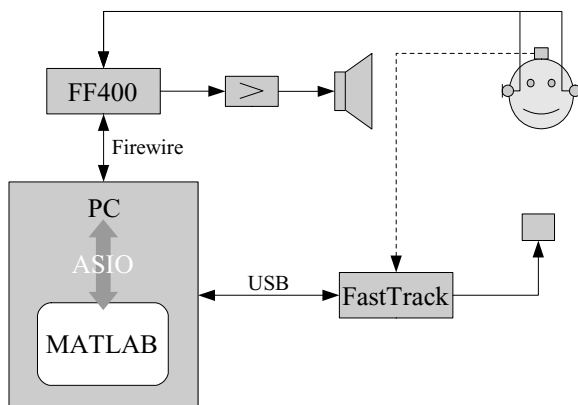 FF400
>
Firewire
PC
ASIO
MATLAB
USB
FastTrack